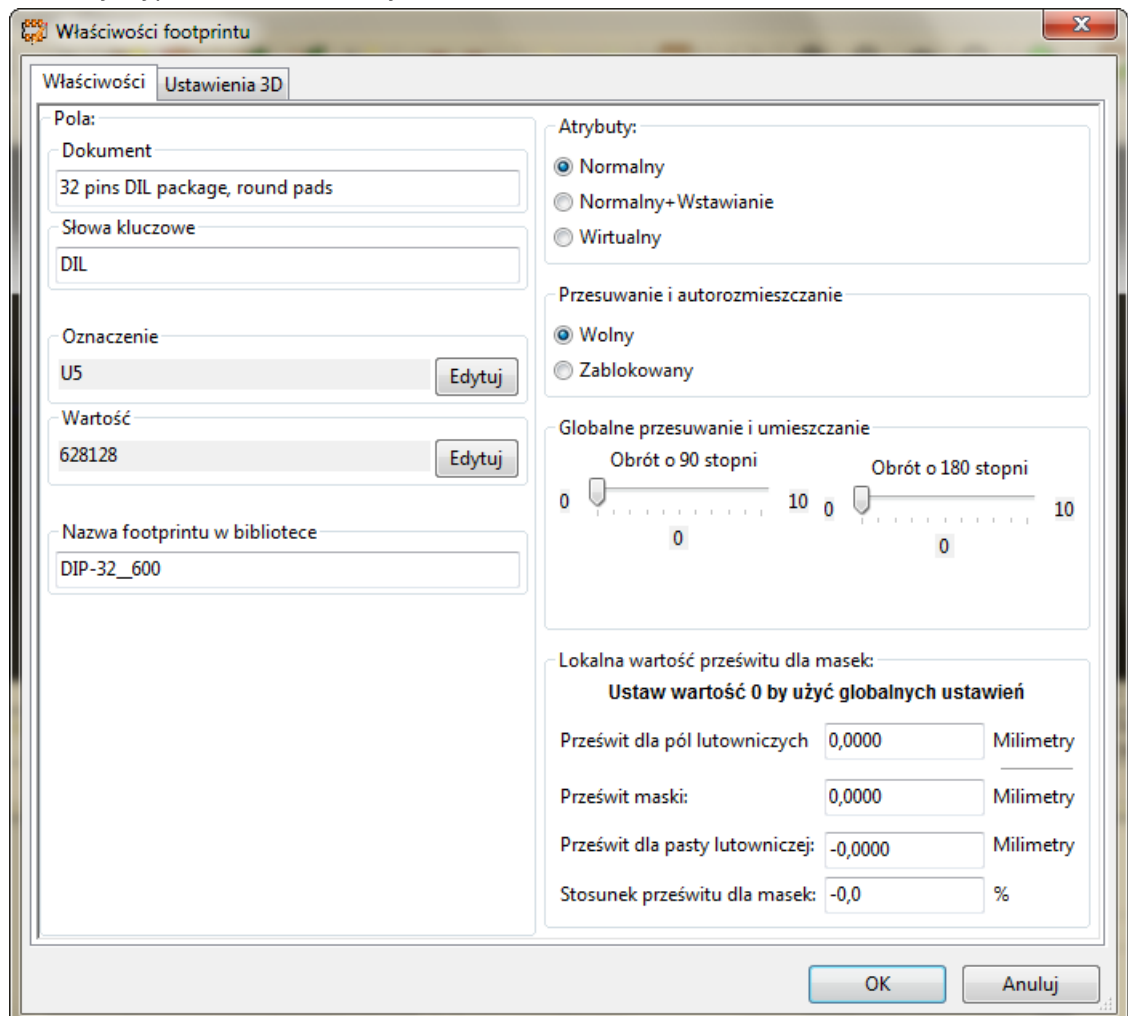 Właściwości footprintu
Właściwości
Ustawienia 3D
Pola:
Dokument
32 pins DIL package, round pads
Słowa kluczowe
DIL
Oznaczenie
U5
Edytuj
Wartość
628128
Edytuj
Nazwa footprintu w bibliotece
DIP-32__600
Atrybuty:
Normalny
Normalny+Wstawianie
Wirtualny
Przesuwanie i autorozmieszczanie
Wolny
Zablokowany
Globalne przesuwanie i umieszczanie
Obrót o 90 stopni
0
10
0
Obrót o 180 stopni
0
10
0
Lokalna wartość prześwitu dla masek:
Ustaw wartość 0 by użyć globalnych ustawień
Prześwit dla pól lutowniczych 0,0000 Milimetry
Prześwit maski: 0,0000 Milimetry
Prześwit dla pasty lutowniczej: -0,0000 Milimetry
Stosunek prześwitu dla masek: -0,0 %
OK
Anuluj